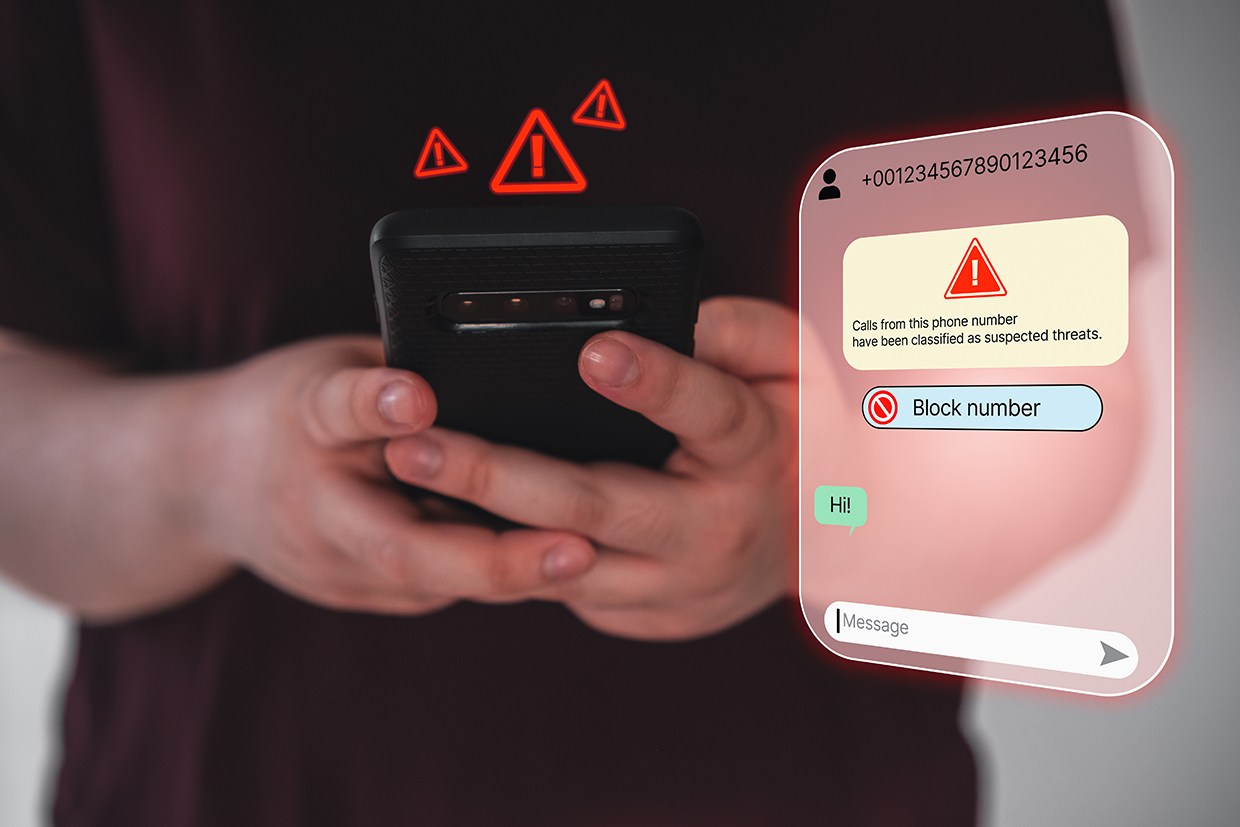 +001234567890123456
Calls from this phone number
have been classified as suspected threats.
Block number
Hi!
Message